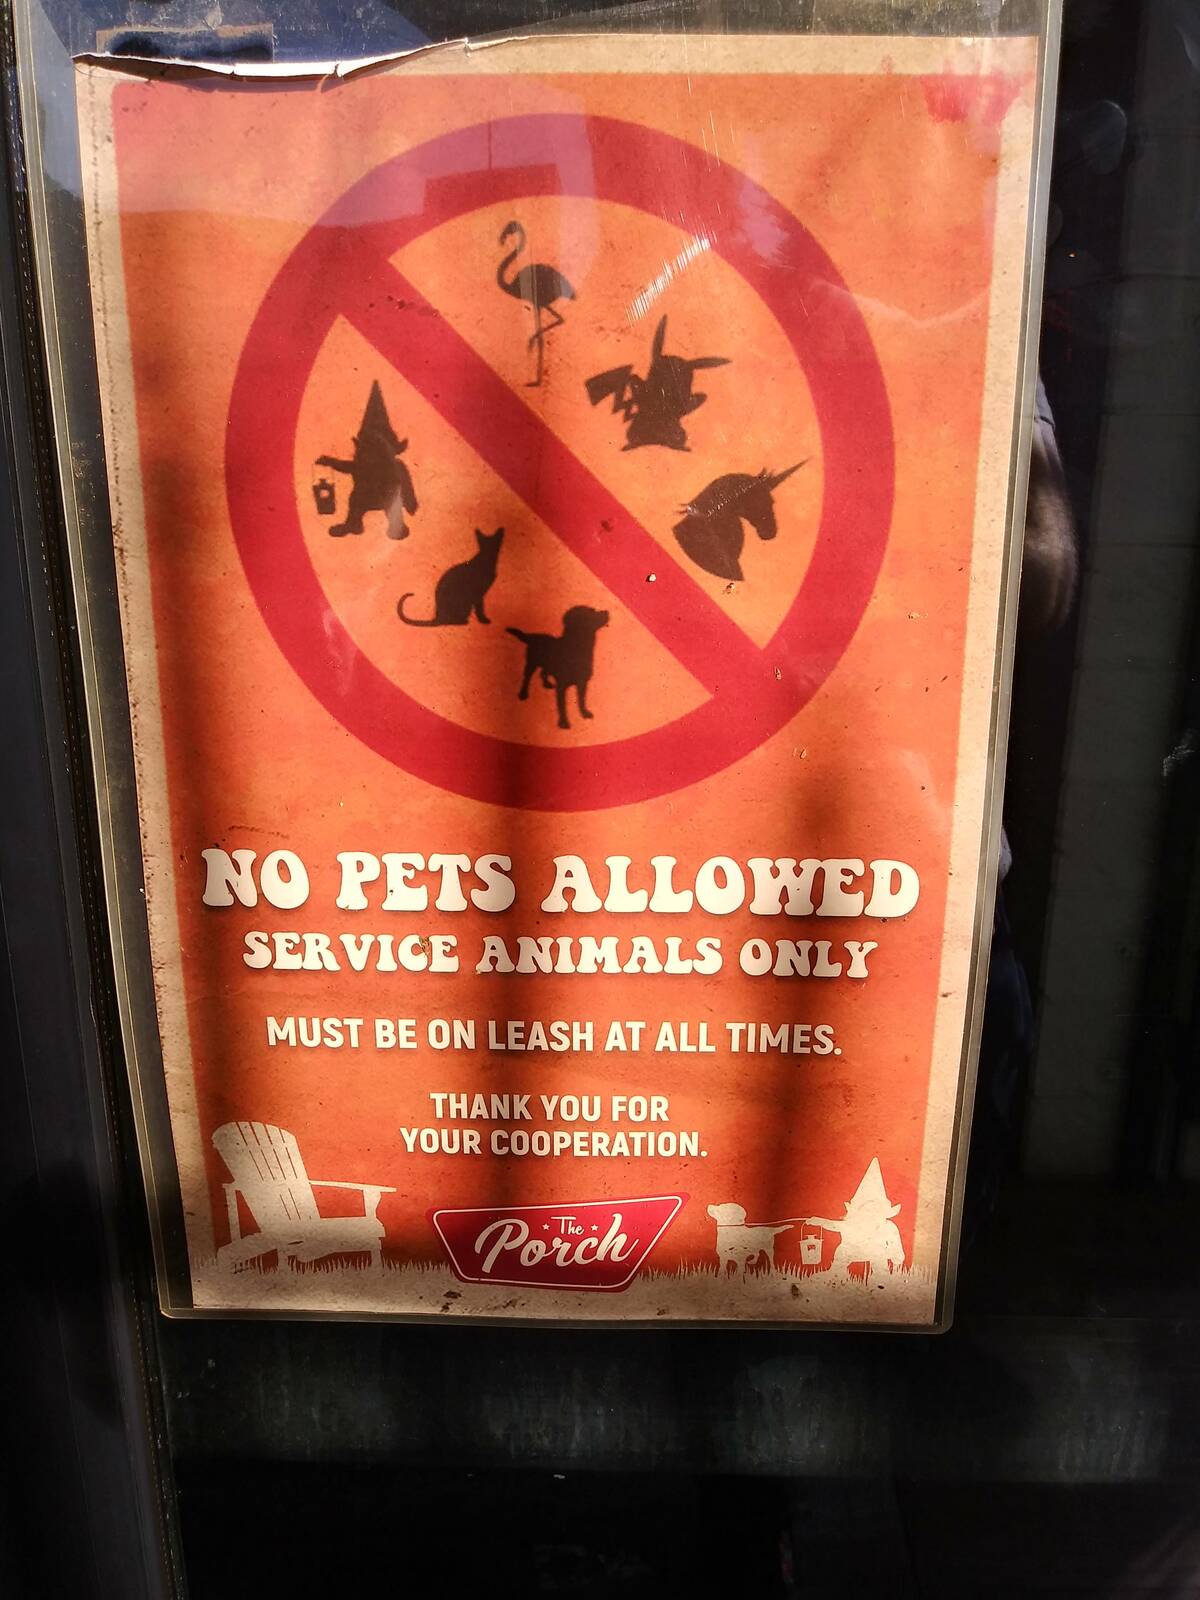 NO PETS ALLOWED
SERVICE ANIMALS ONLY
MUST BE ON LEASH AT ALL TIMES.
THANK YOU FOR
YOUR COOPERATION.
The
Porch